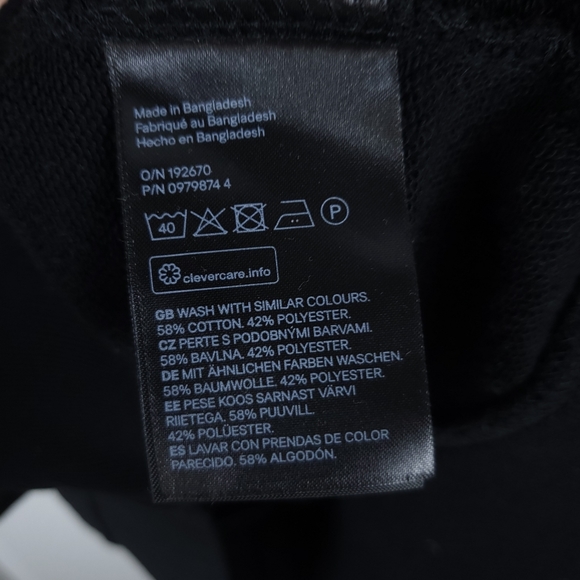 Made in Bangladesh
Fabriqué au Bangladesh
Hecho en Bangladesh
O/N 192670
P/N 0979874 4
40 P
clevercare.info
GB WASH WITH SIMILAR COLOURS.
58% COTTON. 42% POLYESTER.
CZ PERTE S PODOBNÝMI BARVAMI.
58% BAVLNA. 42% POLYESTER.
DE MIT ÄHNLICHEN FARBEN WASCHEN.
58% BAUMWOLLE. 42% POLYESTER.
EE PESE KOOS SARNAST VÄRVI
RIIETEGA. 58% PUUVILL.
42% POLÜESTER.
ES LAVAR CON PRENDAS DE COLOR
PARECIDO. 58% ALGODÓN.